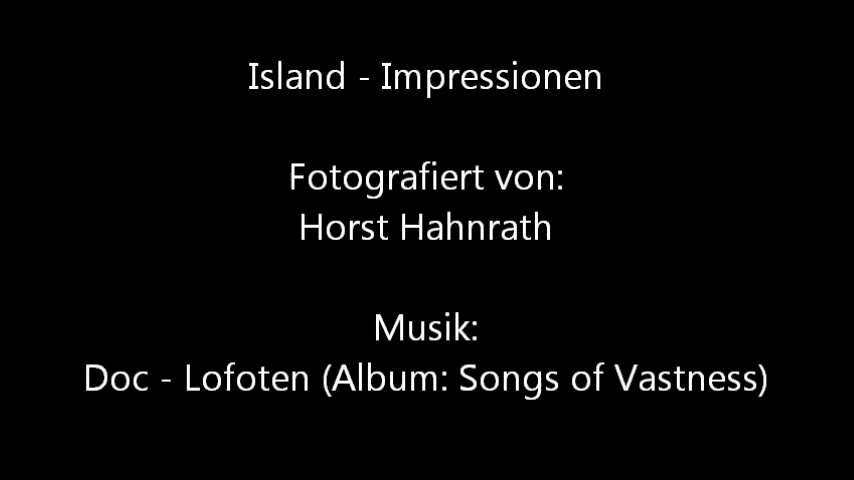 Island - Impressionen
Fotografiert von:
Horst Hahnrath
Musik:
Doc - Lofoten (Album: Songs of Vastness)